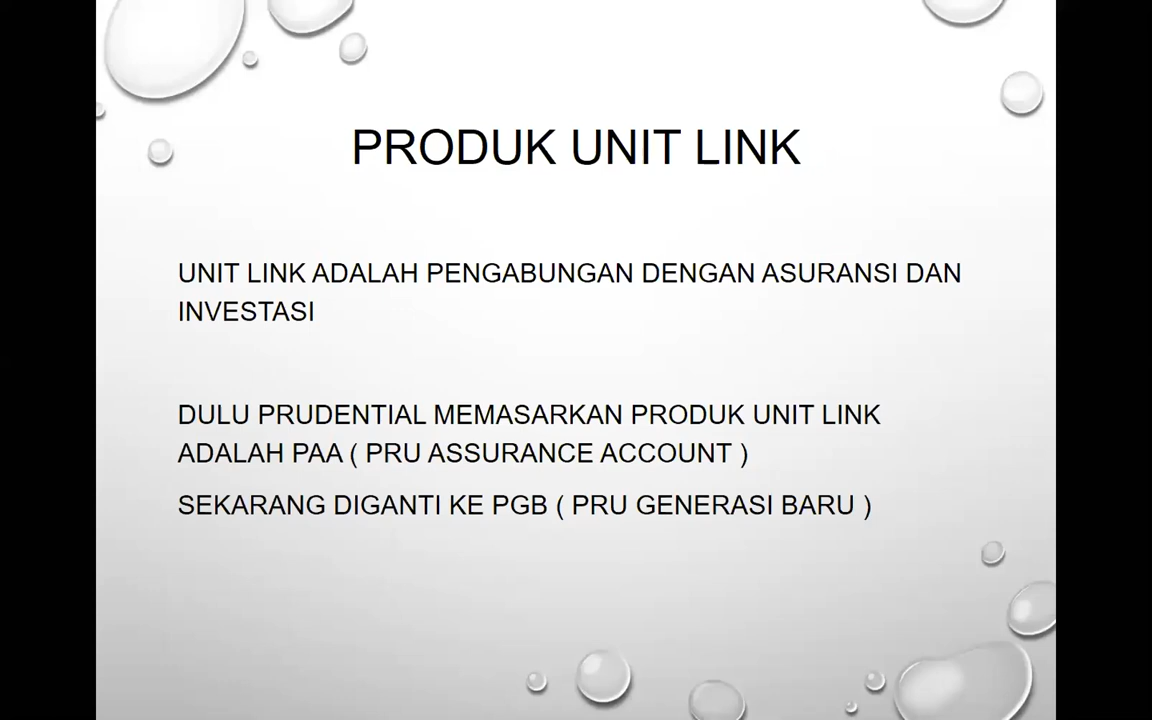 PRODUK UNIT LINK
UNIT LINK ADALAH PENGABUNGAN DENGAN ASURANSI DAN
INVESTASI
DULU PRUDENTIAL MEMASARKAN PRODUK UNIT LINK
ADALAH PAA ( PRU ASSURANCE ACCOUNT )
SEKARANG DIGANTI KE PGB ( PRU GENERASI BARU )